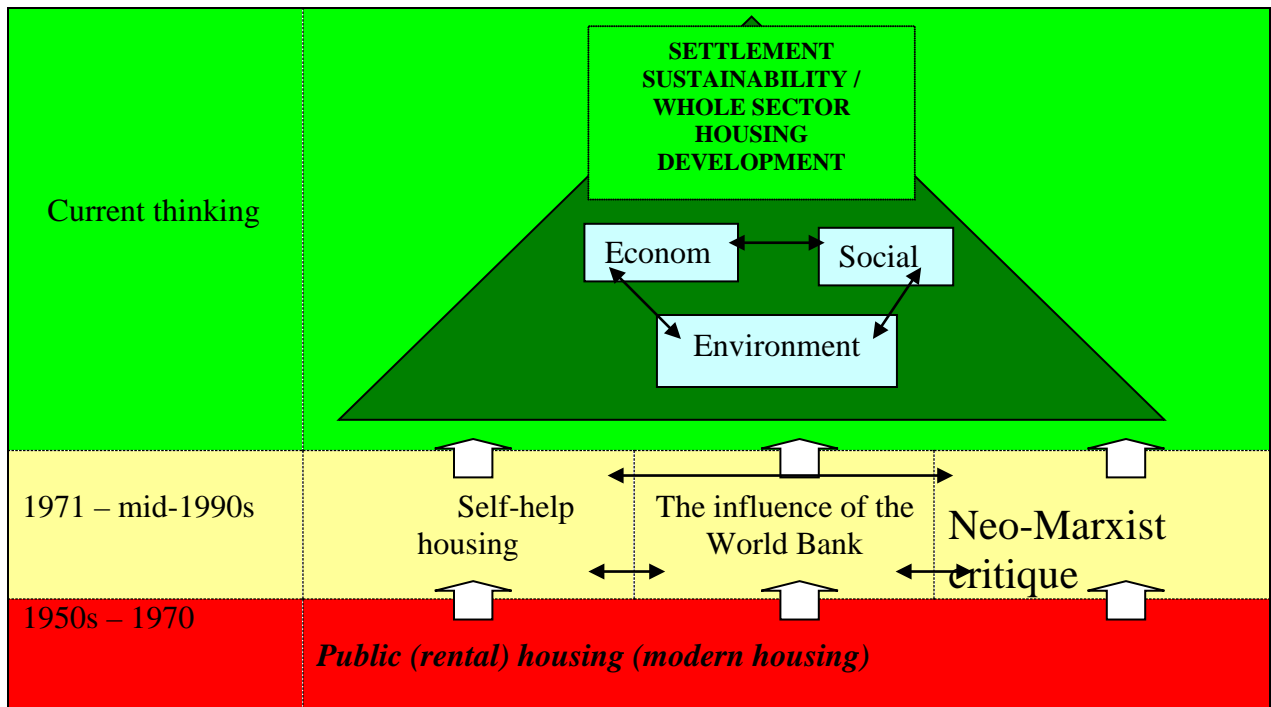 SETTLEMENT
SUSTAINABILITY /
WHOLE SECTOR
HOUSING
DEVELOPMENT
Current thinking
Econom
Social
Environment
1971 – mid-1990s
Self-help
housing
The influence of the
World Bank
Neo-Marxist
critique
1950s – 1970
Public (rental) housing (modern housing)